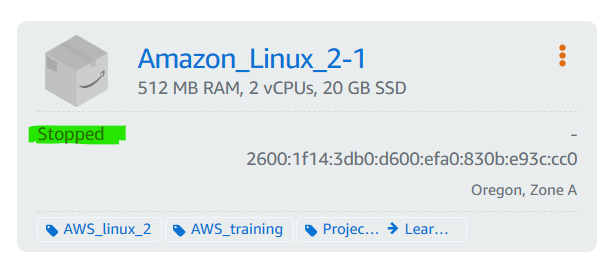 Amazon_Linux_2-1
512 MB RAM, 2 vCPUs, 20 GB SSD
Stopped
-
2600:1f14:3db0:d600:efa0:830b:e93c:cc0
Oregon, Zone A
AWS_linux_2 AWS_training Projec... → Lear...